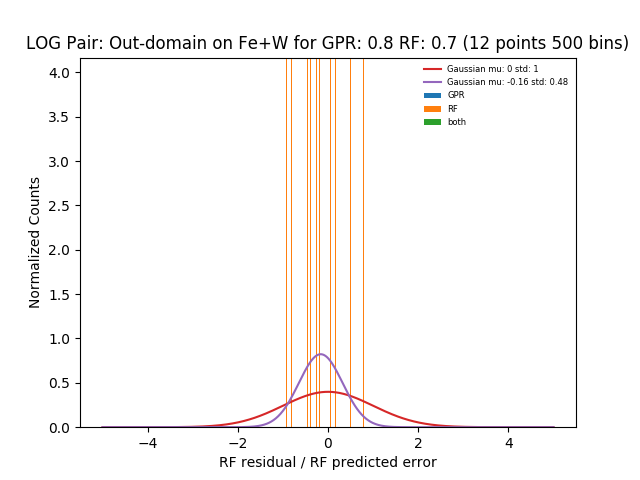 LOG Pair: Out-domain on Fe+W for GPR: 0.8 RF: 0.7 (12 points 500 bins)
Normalized Counts
4.0
3.5
3.0
2.5
2.0
1.5
1.0
0.5
0.0
Gaussian mu: 0 std: 1
Gaussian mu: -0.16 std: 0.48
GPR
RF
both
−4 −2 0 2 4
RF residual / RF predicted error